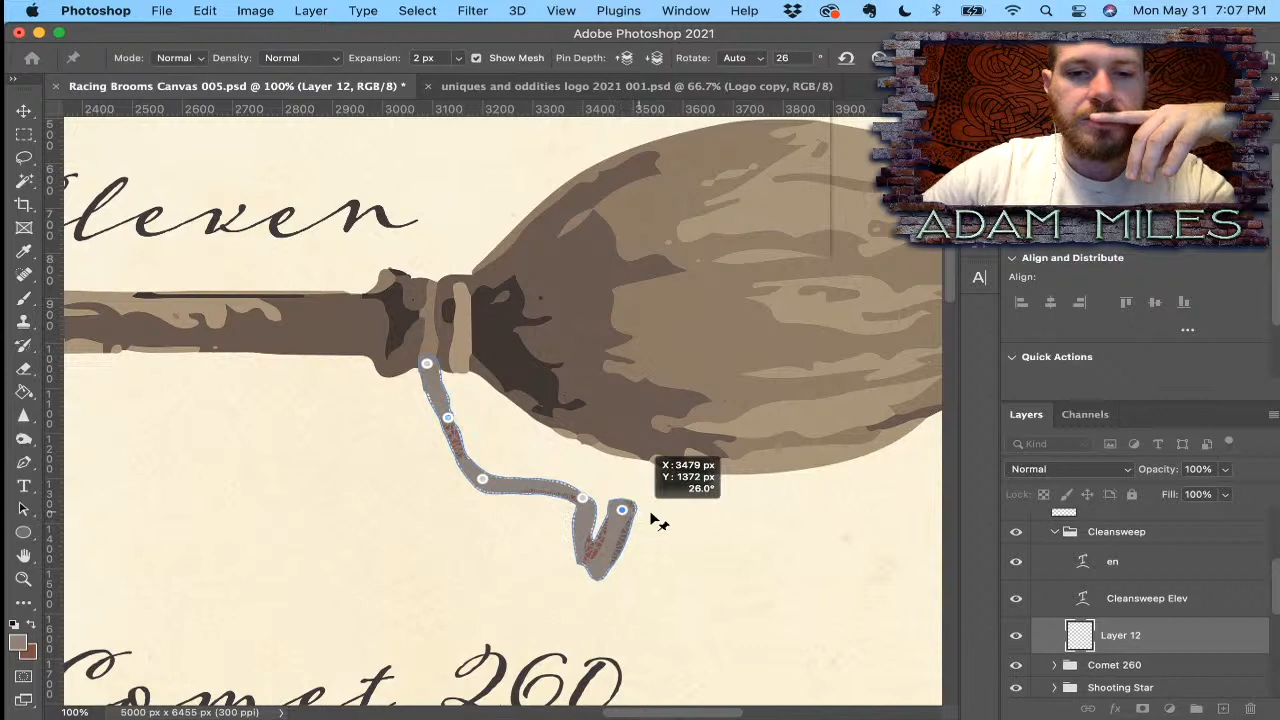 Photoshop File Edit Image Layer Type Select Filter 3D View Plugins Window Help Mon May 31 7:07 PM
Adobe Photoshop 2021
Mode: Normal Density: Normal Expansion: 2 px Show Mesh Pin Depth: Rotate: Auto 26 °
Racing Brooms Canvas 005.psd @ 100% (Layer 12, RGB/8) * uniques and oddities logo 2021 001.psd @ 66.7% (Logo copy, RGB/8)
2400 2500 2600 2700 2800 2900 3000 3100 3200 3300 3400 3500 3600 3700 3800 3900
ADAM MILES
leven
Align and Distribute
Align:
Quick Actions
Layers Channels
Kind
Normal Opacity: 100%
Lock: Fill: 100%
X: 3479 px
Y: 1372 px
26.0°
Cleansweep
en
Cleansweep Elev
Layer 12
Comet 260
Shooting Star
Comet 260
100% 5000 px x 6455 px (300 ppi)